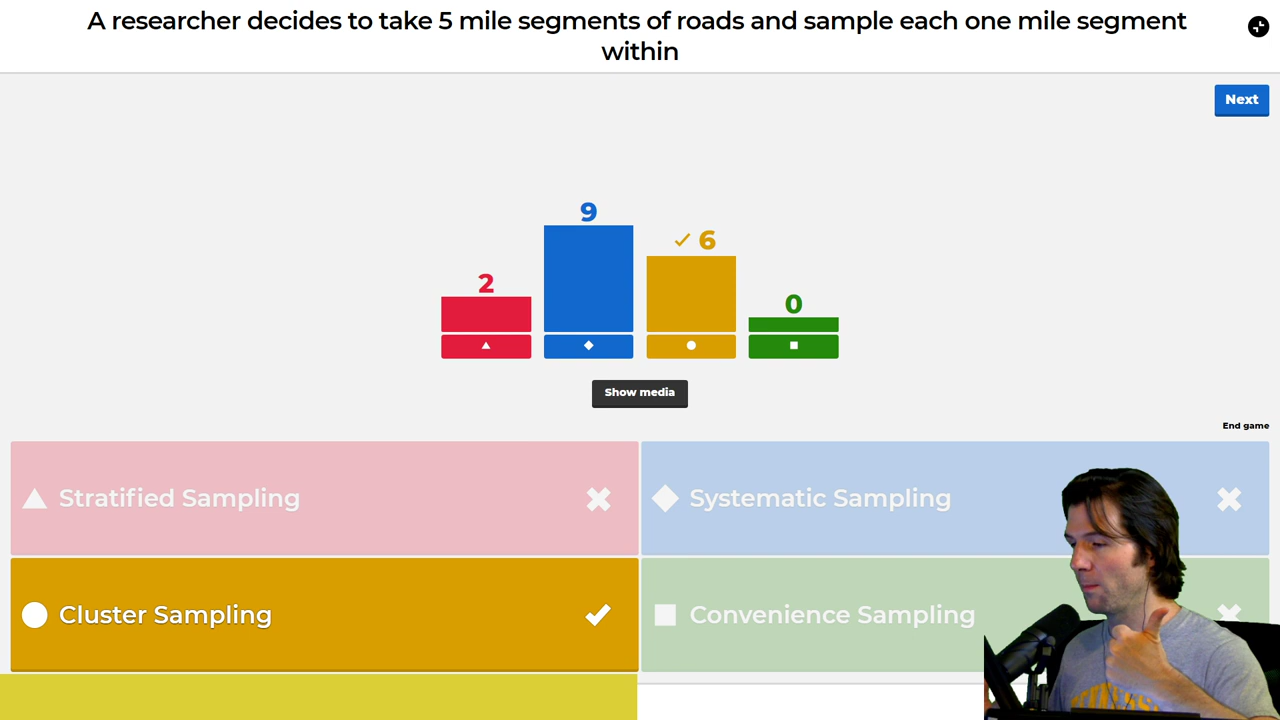 A researcher decides to take 5 mile segments of roads and sample each one mile segment
within
Next
9
6
2
0
Show media
End game
Stratified Sampling
Systematic Sampling
Cluster Sampling
Convenience Sampling